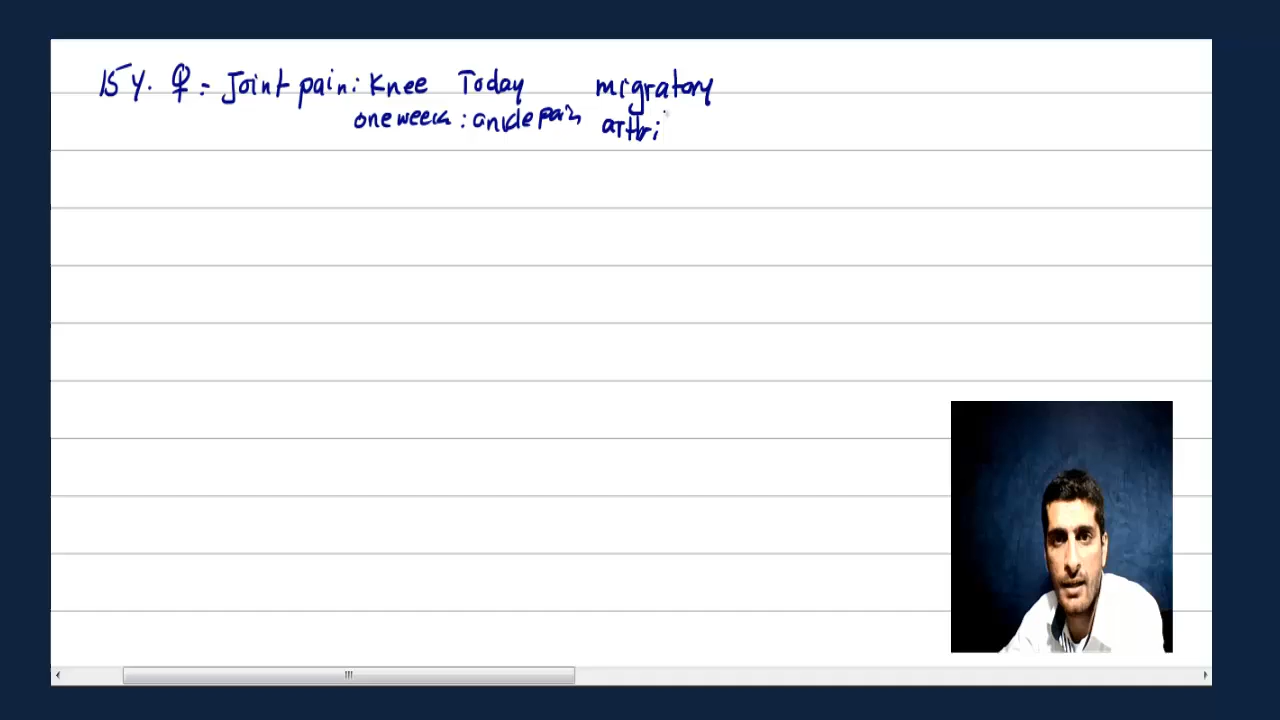 15 Y. ♀ = Joint pain: Knee Today migratory
one week : ankle pain arthri